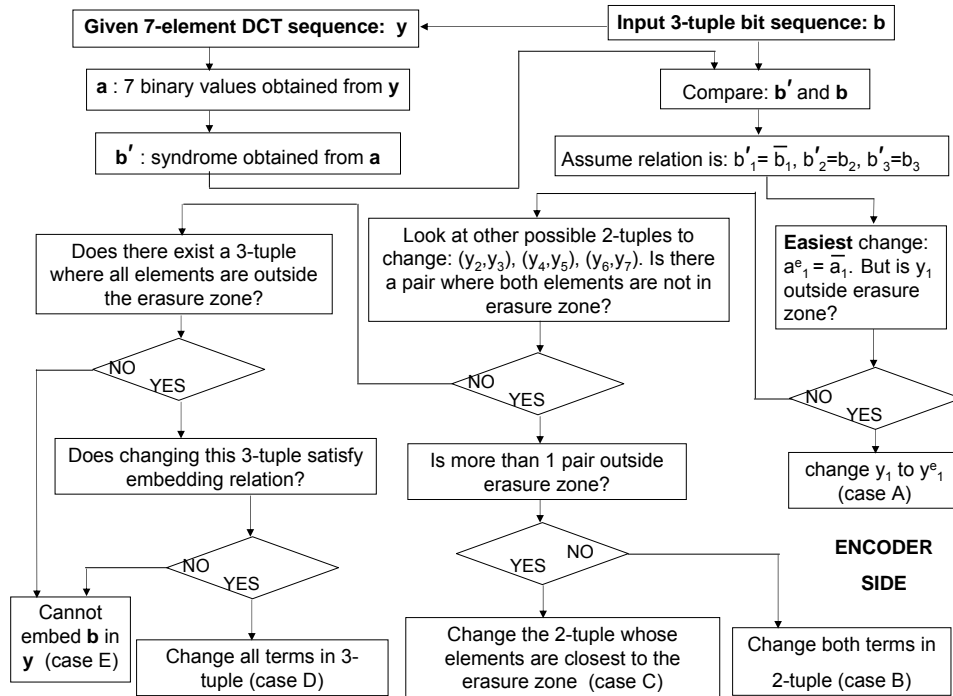 Given 7-element DCT sequence: y
Input 3-tuple bit sequence: b
a : 7 binary values obtained from y
Compare: b′ and b
b′ : syndrome obtained from a
Assume relation is: b′₁= b̅₁, b′₂=b₂, b′₃=b₃
Does there exist a 3-tuple
where all elements are outside
the erasure zone?
Look at other possible 2-tuples to
change: (y₂,y₃), (y₄,y₅), (y₆,y₇). Is there
a pair where both elements are not in
erasure zone?
Easiest change:
aᵉ₁ = a̅₁. But is y₁
outside erasure
zone?
NO
YES
NO
YES
NO
YES
Does changing this 3-tuple satisfy
embedding relation?
Is more than 1 pair outside
erasure zone?
change y₁ to yᵉ₁
(case A)
NO
YES
YES
NO
ENCODER
SIDE
Cannot
embed b in
y (case E)
Change all terms in 3-
tuple (case D)
Change the 2-tuple whose
elements are closest to the
erasure zone (case C)
Change both terms in
2-tuple (case B)